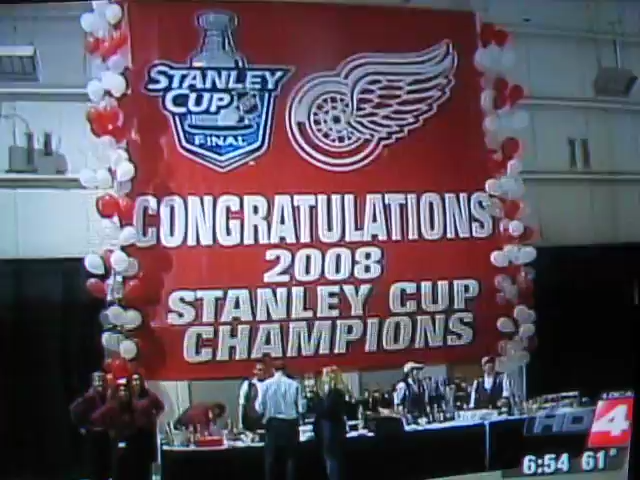 STANLEY
CUP
FINAL
CONGRATULATIONS
2008
STANLEY CUP
CHAMPIONS
HD 4
6:54 61°